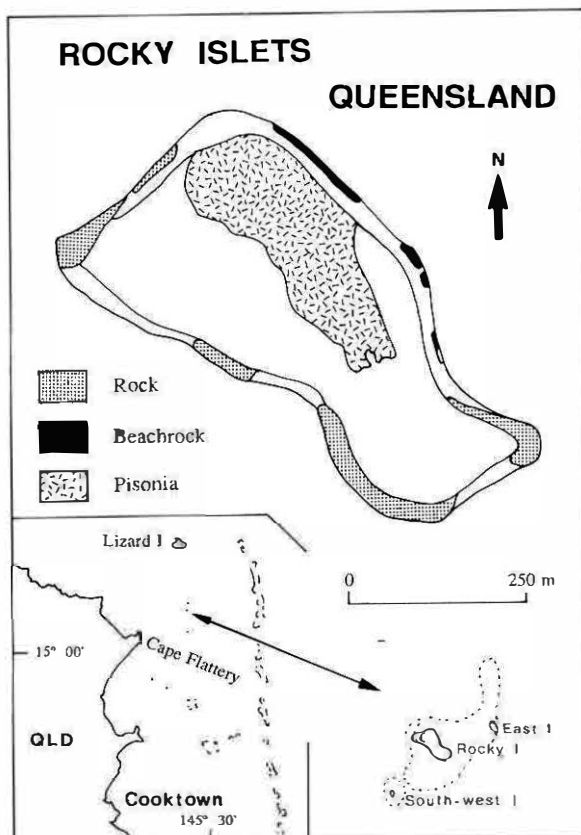 ROCKY ISLETS
QUEENSLAND
N
Rock
Beachrock
Pisonia
Lizard I
0 250 m
15° 00'
Cape Flattery
QLD
East I
Rocky I
South-west I
Cooktown
145° 30'